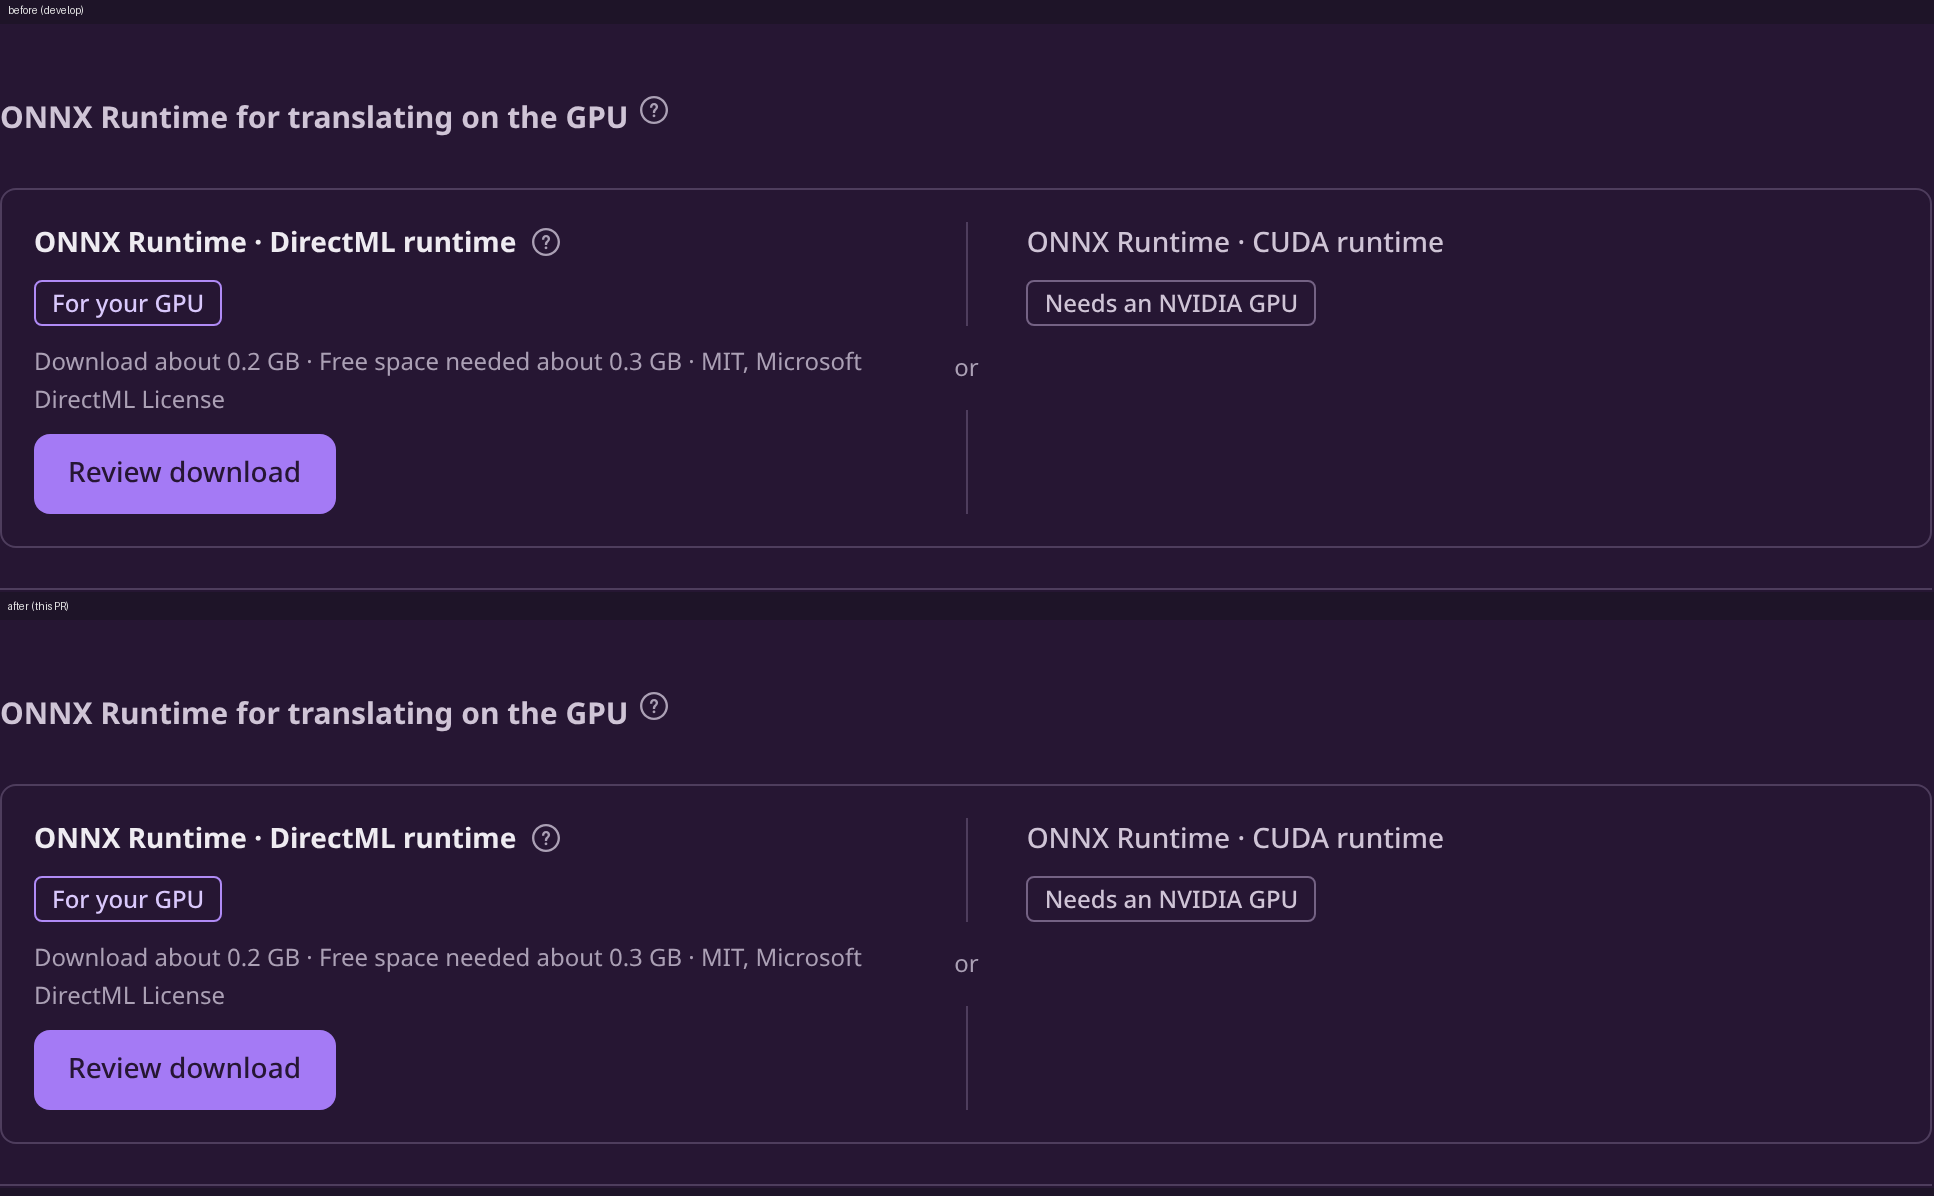 before (develop)
ONNX Runtime for translating on the GPU ?
ONNX Runtime · DirectML runtime ?
For your GPU
Download about 0.2 GB · Free space needed about 0.3 GB · MIT, Microsoft
DirectML License
Review download
or
ONNX Runtime · CUDA runtime
Needs an NVIDIA GPU
after (this PR)
ONNX Runtime for translating on the GPU ?
ONNX Runtime · DirectML runtime ?
For your GPU
Download about 0.2 GB · Free space needed about 0.3 GB · MIT, Microsoft
DirectML License
Review download
or
ONNX Runtime · CUDA runtime
Needs an NVIDIA GPU